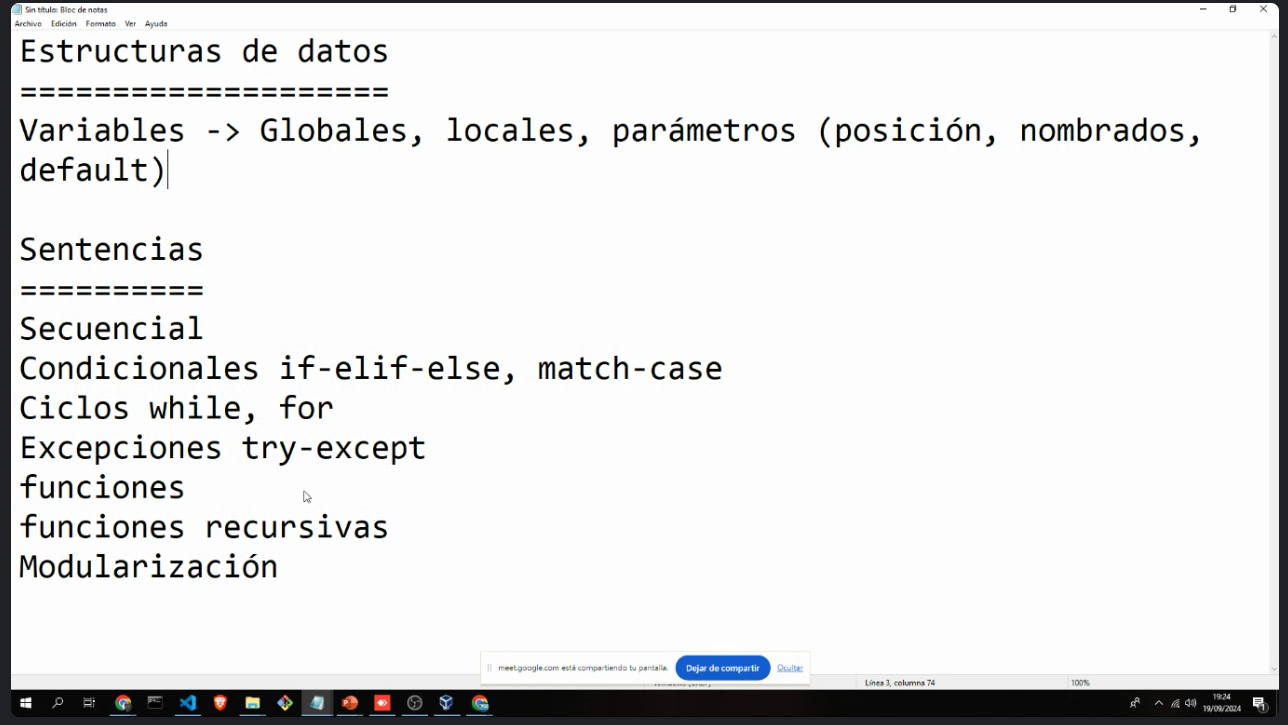 Sin título: Bloc de notas
Archivo Edición Formato Ver Ayuda
Estructuras de datos
====================
Variables -> Globales, locales, parámetros (posición, nombrados,
default)
Sentencias
==========
Secuencial
Condicionales if-elif-else, match-case
Ciclos while, for
Excepciones try-except
funciones
funciones recursivas
Modularización
meet.google.com está compartiendo tu pantalla. Dejar de compartir Ocultar
Línea 3, columna 74 100%
19:24
19/09/2024